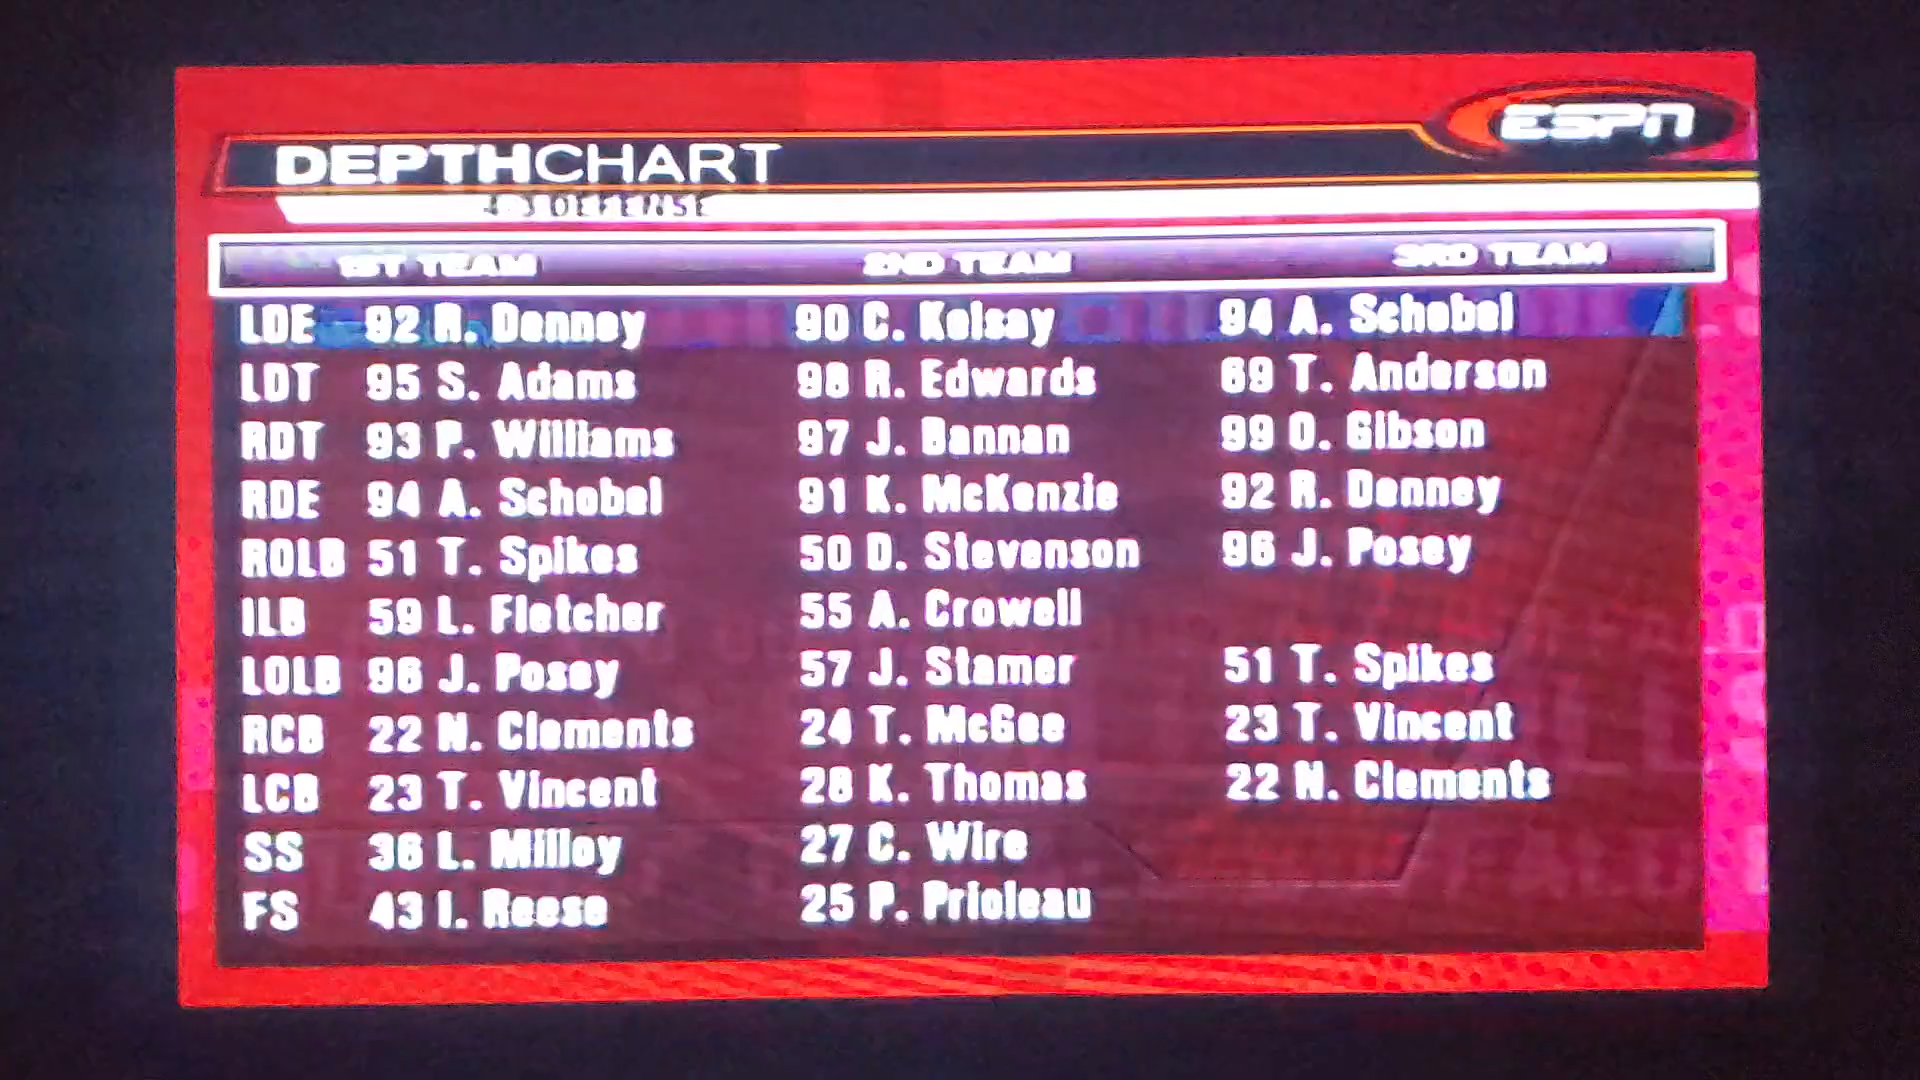 ESPN
DEPTHCHART
4-3 DEFENSE
1ST TEAM 2ND TEAM 3RD TEAM
LDE 92 R. Denney 90 C. Kelsay 94 A. Schobel
LDT 95 S. Adams 98 R. Edwards 69 T. Anderson
RDT 93 P. Williams 97 J. Bannan 99 O. Gibson
RDE 94 A. Schobel 91 K. McKenzie 92 R. Denney
ROLB 51 T. Spikes 50 D. Stevenson 96 J. Posey
ILB 59 L. Fletcher 55 A. Crowell
LOLB 96 J. Posey 57 J. Stamer 51 T. Spikes
RCB 22 N. Clements 24 T. McGee 23 T. Vincent
LCB 23 T. Vincent 28 K. Thomas 22 N. Clements
SS 36 L. Milloy 27 C. Wire
FS 43 I. Reese 25 P. Prioleau